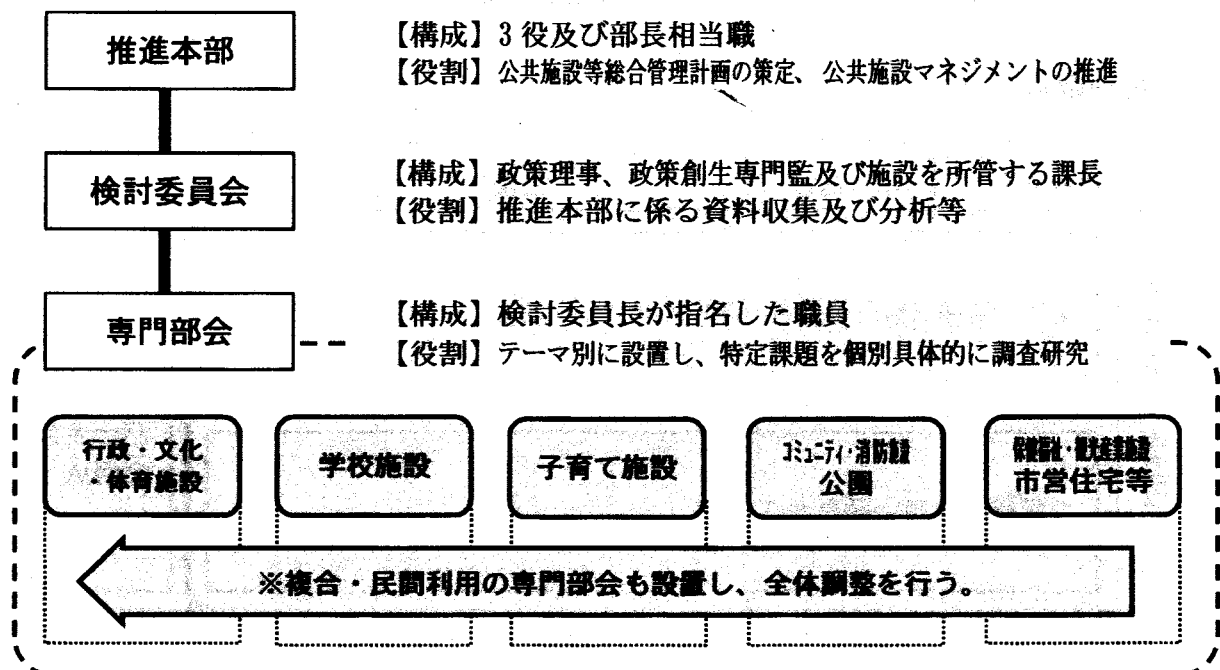 推進本部
【構成】3役及び部長相当職
【役割】公共施設等総合管理計画の策定、公共施設マネジメントの推進
検討委員会
【構成】政策理事、政策創生専門監及び施設を所管する課長
【役割】推進本部に係る資料収集及び分析等
専門部会
【構成】検討委員長が指名した職員
【役割】テーマ別に設置し、特定課題を個別具体的に調査研究
行政・文化
・体育施設
学校施設
子育て施設
コミュニティ・消防施設
公園
保健福祉・観光産業施設
市営住宅等
※複合・民間利用の専門部会も設置し、全体調整を行う。